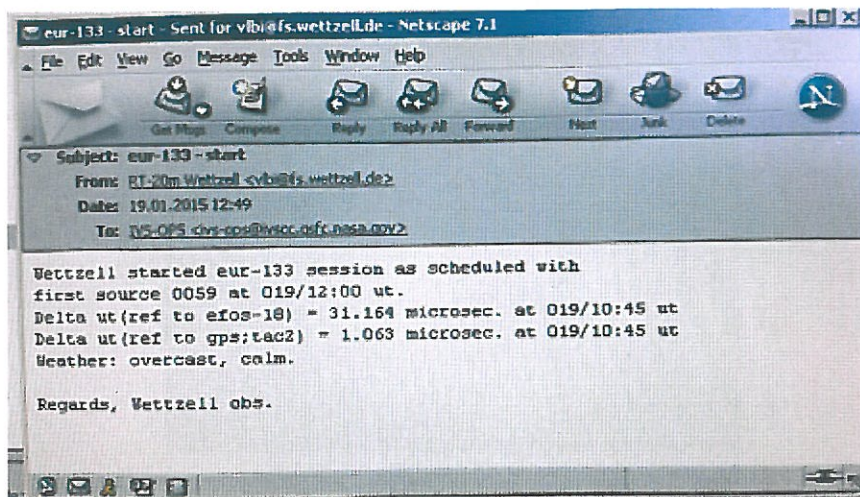 eur-133 - start - Sent for vlbi@fs.wettzell.de - Netscape 7.1
File Edit View Go Message Tools Window Help
Get Msgs Compose Reply Reply All Forward Next Junk Delete
N
Subject: eur-133 - start
From: RT-20m Wettzell <vlbi@fs.wettzell.de>
Date: 19.01.2015 12:49
To: IVS-OPS <ivs-ops@ivscc.gsfc.nasa.gov>
Wettzell started eur-133 session as scheduled with
first source 0059 at 019/12:00 ut.
Delta ut(ref to efos-18) = 31.164 microsec. at 019/10:45 ut
Delta ut(ref to gps;tac2) = 1.063 microsec. at 019/10:45 ut
Weather: overcast, calm.
Regards, Wettzell obs.